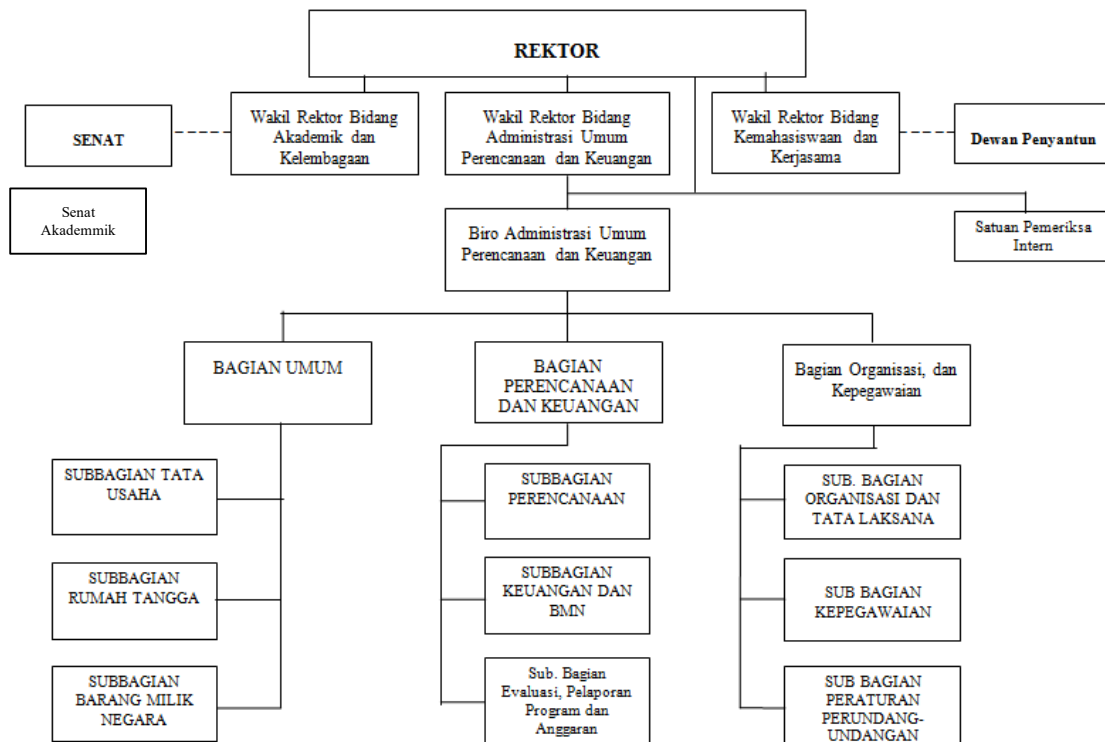 REKTOR
Wakil Rektor Bidang
Akademik dan
Kelembagaan
Wakil Rektor Bidang
Administrasi Umum
Perencanaan dan Keuangan
Wakil Rektor Bidang
Kemahasiswaan dan
Kerjasama
SENAT
Dewan Penyantun
Senat
Akademmik
Biro Administrasi Umum
Perencanaan dan Keuangan
Satuan Pemeriksa
Intern
BAGIAN UMUM
BAGIAN
PERENCANAAN
DAN KEUANGAN
Bagian Organisasi, dan
Kepegawaian
SUBBAGIAN TATA
USAHA
SUBBAGIAN
PERENCANAAN
SUB. BAGIAN
ORGANISASI DAN
TATA LAKSANA
SUBBAGIAN
RUMAH TANGGA
SUBBAGIAN
KEUANGAN DAN
BMN
SUB BAGIAN
KEPEGAWAIAN
SUBBAGIAN
BARANG MILIK
NEGARA
Sub. Bagian
Evaluasi, Pelaporan
Program dan
Anggaran
SUB BAGIAN
PERATURAN
PERUNDANG-
UNDANGAN